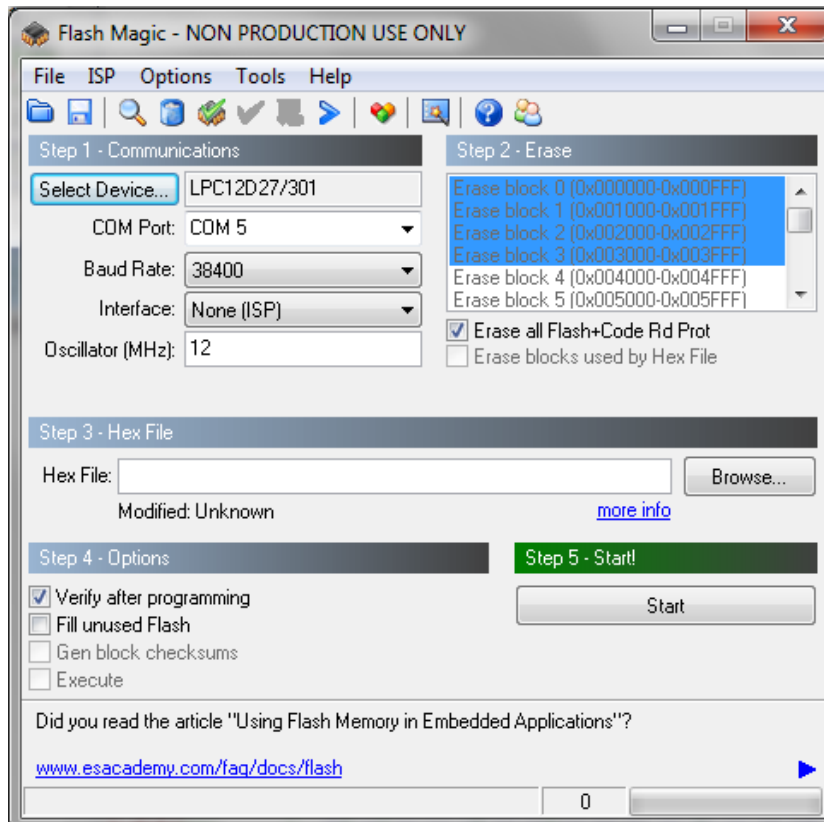 Flash Magic - NON PRODUCTION USE ONLY
File ISP Options Tools Help
Step 1 - Communications
Select Device... LPC12D27/301
COM Port: COM 5
Baud Rate: 38400
Interface: None (ISP)
Oscillator (MHz): 12
Step 2 - Erase
Erase block 0 (0x000000-0x000FFF)
Erase block 1 (0x001000-0x001FFF)
Erase block 2 (0x002000-0x002FFF)
Erase block 3 (0x003000-0x003FFF)
Erase block 4 (0x004000-0x004FFF)
Erase block 5 (0x005000-0x005FFF)
Erase all Flash+Code Rd Prot
Erase blocks used by Hex File
Step 3 - Hex File
Hex File: Browse...
Modified: Unknown more info
Step 4 - Options
Verify after programming
Fill unused Flash
Gen block checksums
Execute
Step 5 - Start!
Start
Did you read the article "Using Flash Memory in Embedded Applications"?
www.esacademy.com/faq/docs/flash
0